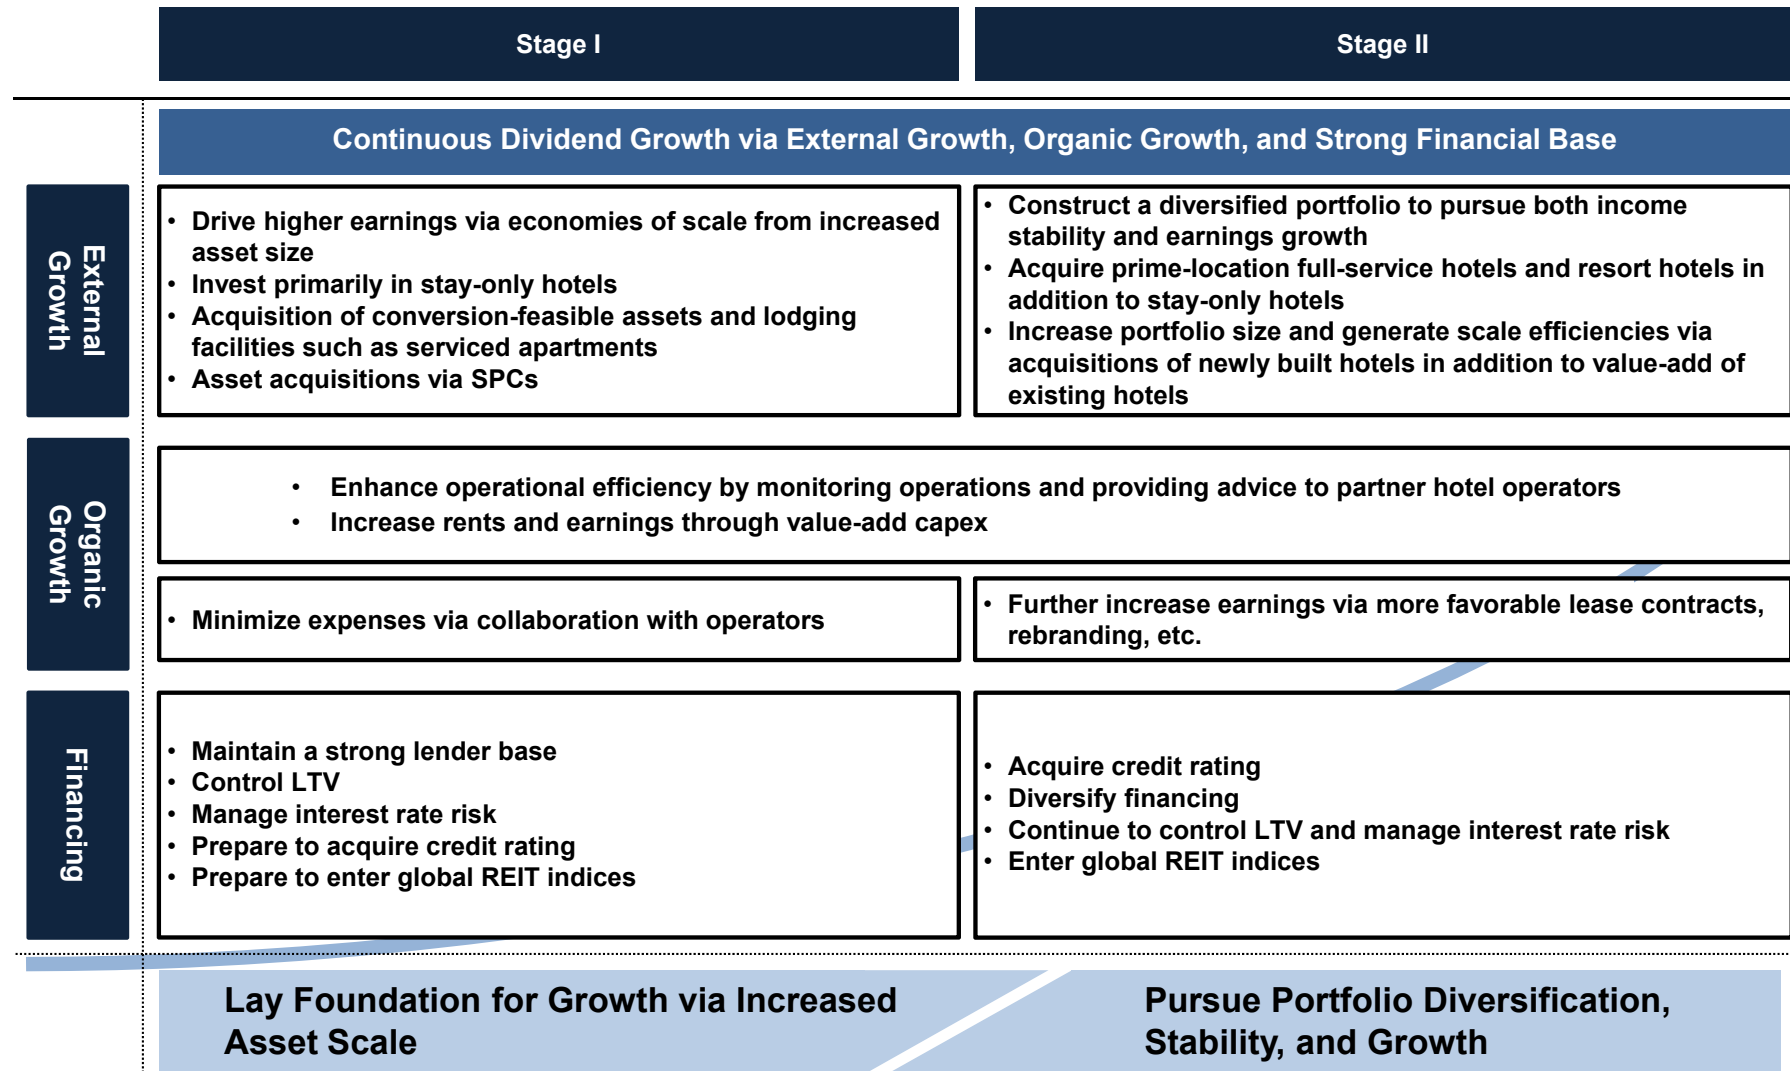 Stage I
Stage II
Continuous Dividend Growth via External Growth, Organic Growth, and Strong Financial Base
External
Growth
• Drive higher earnings via economies of scale from increased
asset size
• Invest primarily in stay-only hotels
• Acquisition of conversion-feasible assets and lodging
facilities such as serviced apartments
• Asset acquisitions via SPCs
• Construct a diversified portfolio to pursue both income
stability and earnings growth
• Acquire prime-location full-service hotels and resort hotels in
addition to stay-only hotels
• Increase portfolio size and generate scale efficiencies via
acquisitions of newly built hotels in addition to value-add of
existing hotels
Organic
Growth
• Enhance operational efficiency by monitoring operations and providing advice to partner hotel operators
• Increase rents and earnings through value-add capex
• Minimize expenses via collaboration with operators
• Further increase earnings via more favorable lease contracts,
rebranding, etc.
Financing
• Maintain a strong lender base
• Control LTV
• Manage interest rate risk
• Prepare to acquire credit rating
• Prepare to enter global REIT indices
• Acquire credit rating
• Diversify financing
• Continue to control LTV and manage interest rate risk
• Enter global REIT indices
Lay Foundation for Growth via Increased
Asset Scale
Pursue Portfolio Diversification,
Stability, and Growth